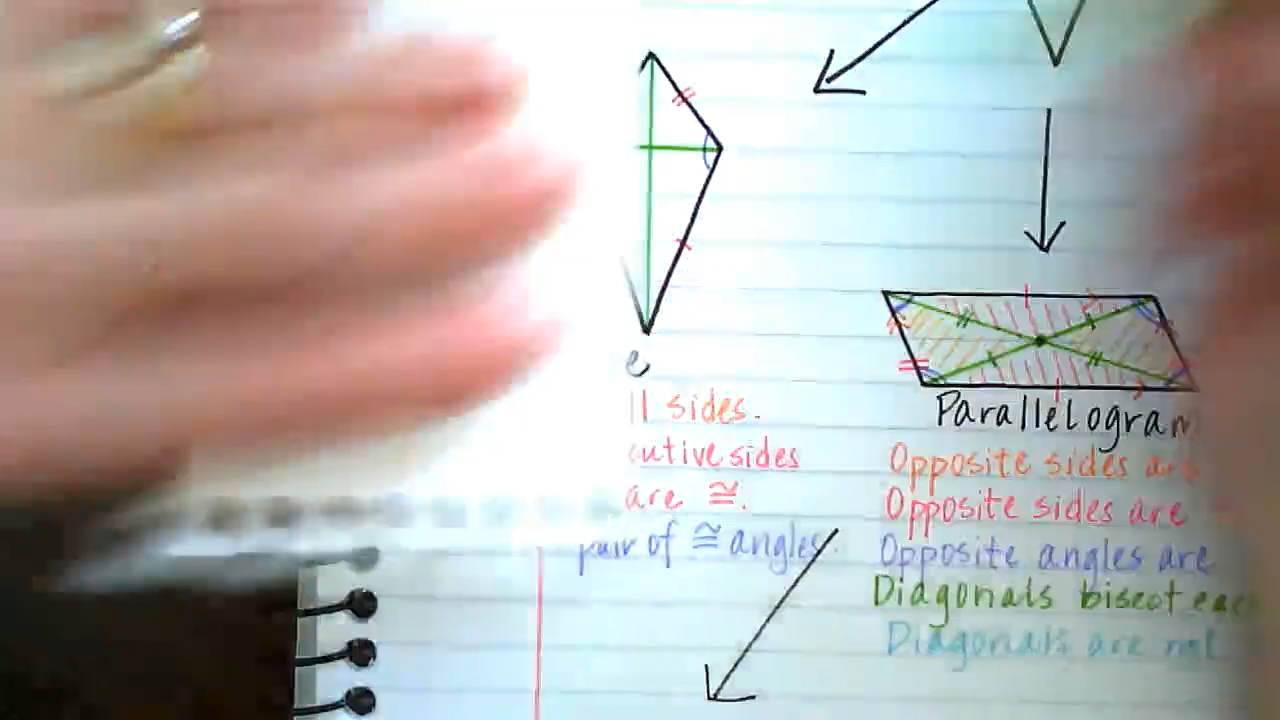 e
sides.
cutive sides
are ≅.
pair of ≅ angles.
Parallelogram
Opposite sides are
Opposite sides are
Opposite angles are
Diagonals bisect each
Diagonals are not